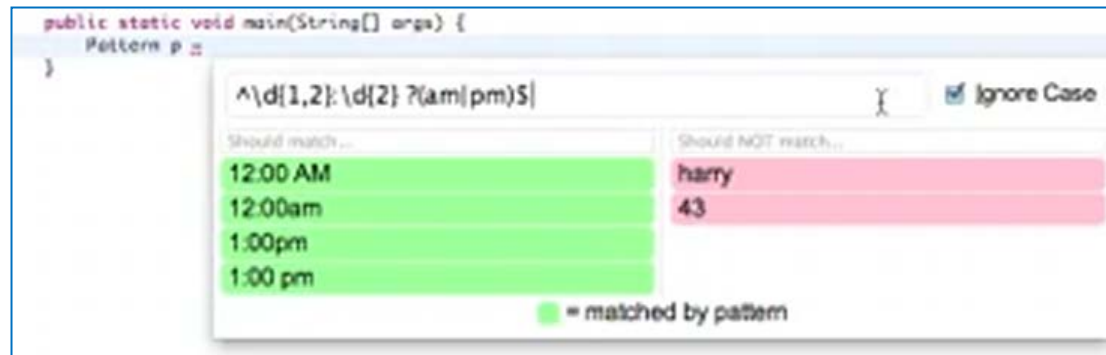 public static void main(String[] args) {
Pattern p =
}
^\d{1,2}:\d{2} ?(am|pm)$
Ignore Case
Should match...
Should NOT match...
12:00 AM
harry
12:00am
43
1:00pm
1:00 pm
= matched by pattern